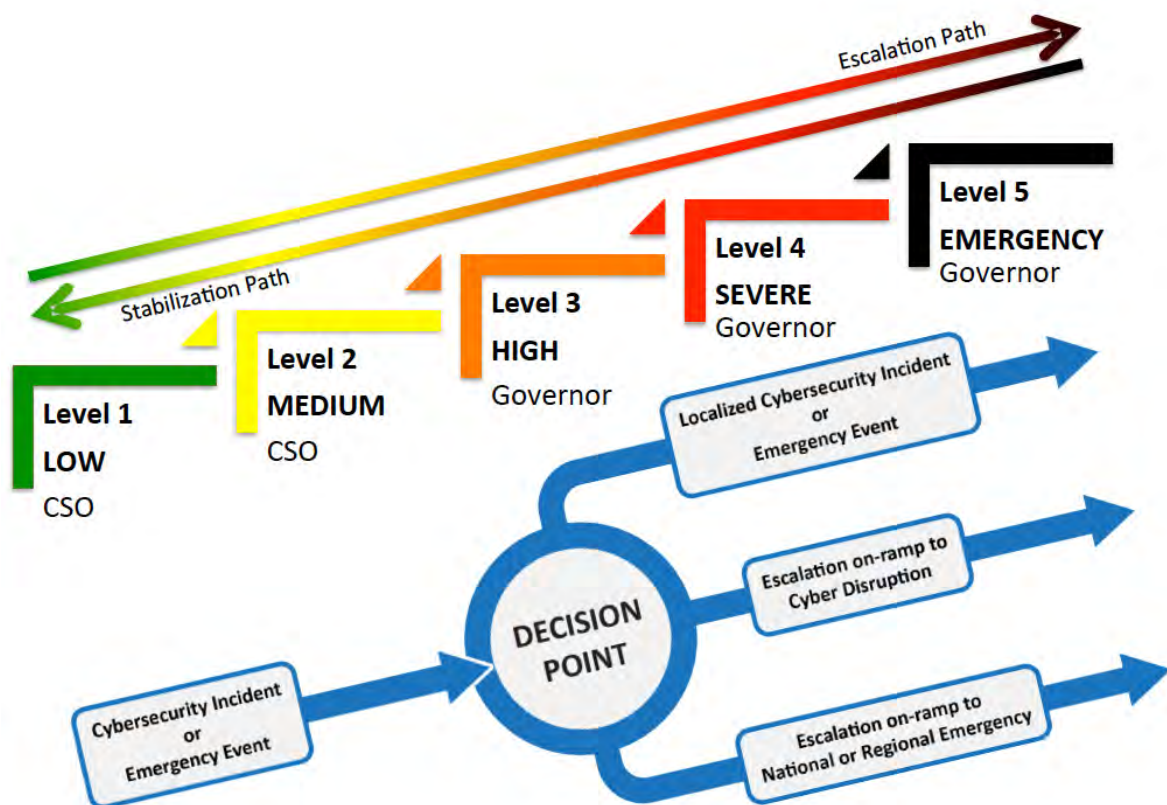 Escalation Path
Stabilization Path
Level 1
LOW
CSO
Level 2
MEDIUM
CSO
Level 3
HIGH
Governor
Level 4
SEVERE
Governor
Level 5
EMERGENCY
Governor
Cybersecurity Incident
or
Emergency Event
DECISION
POINT
Localized Cybersecurity Incident
or
Emergency Event
Escalation on-ramp to
Cyber Disruption
Escalation on-ramp to
National or Regional Emergency